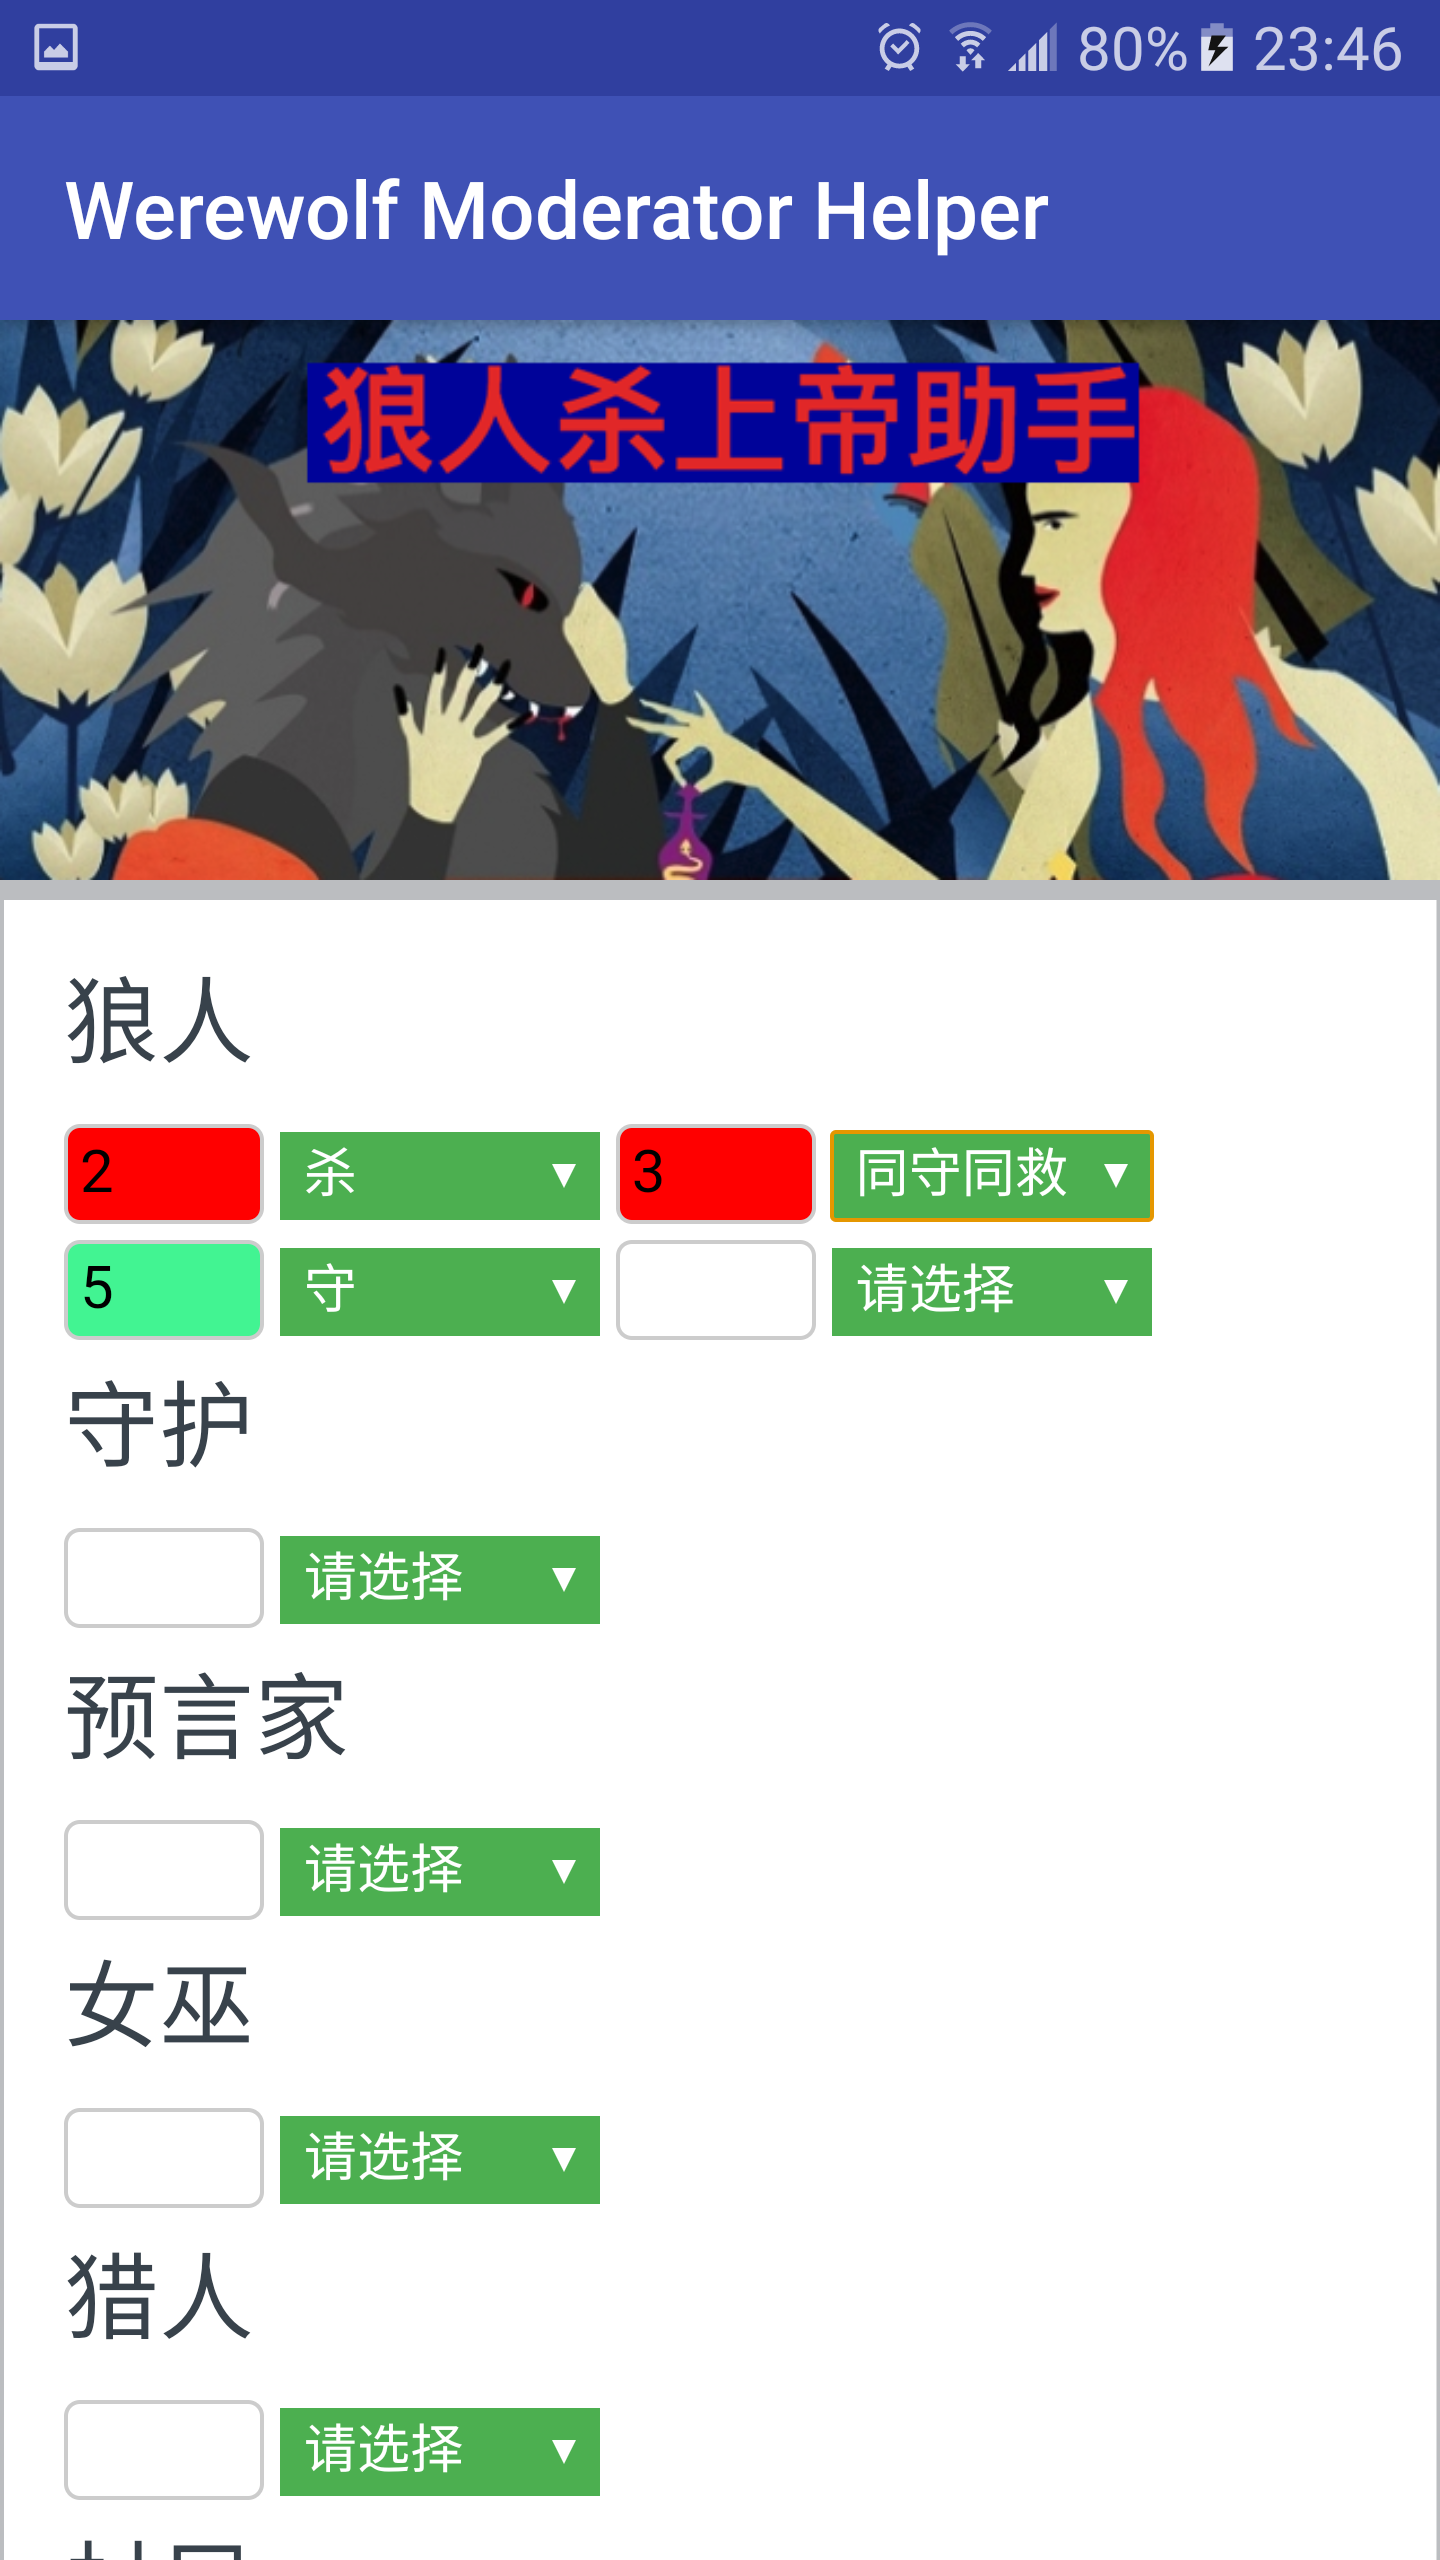 80% 23:46
Werewolf Moderator Helper
狼人杀上帝助手
狼人
2 杀 ▼ 3 同守同救 ▼
5 守 ▼ 请选择 ▼
守护
请选择 ▼
预言家
请选择 ▼
女巫
请选择 ▼
猎人
请选择 ▼